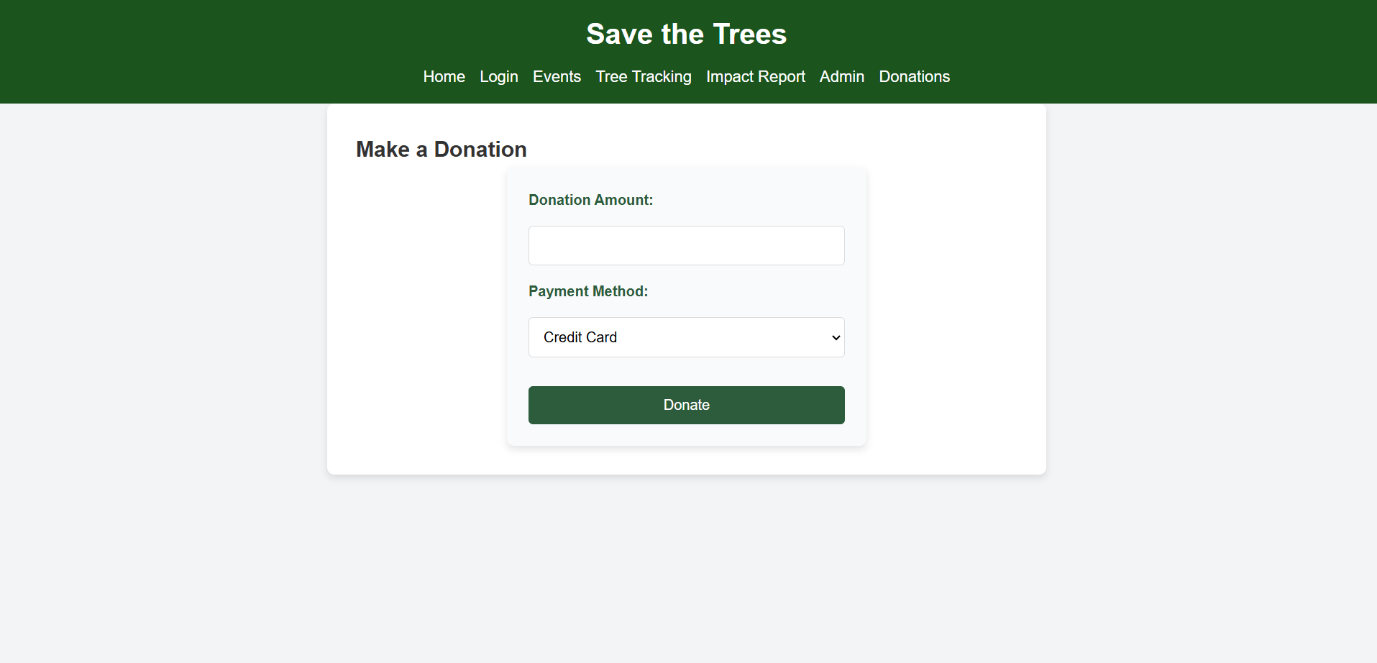 Save the Trees
Home Login Events Tree Tracking Impact Report Admin Donations
Make a Donation
Donation Amount:
Payment Method:
Credit Card
Donate